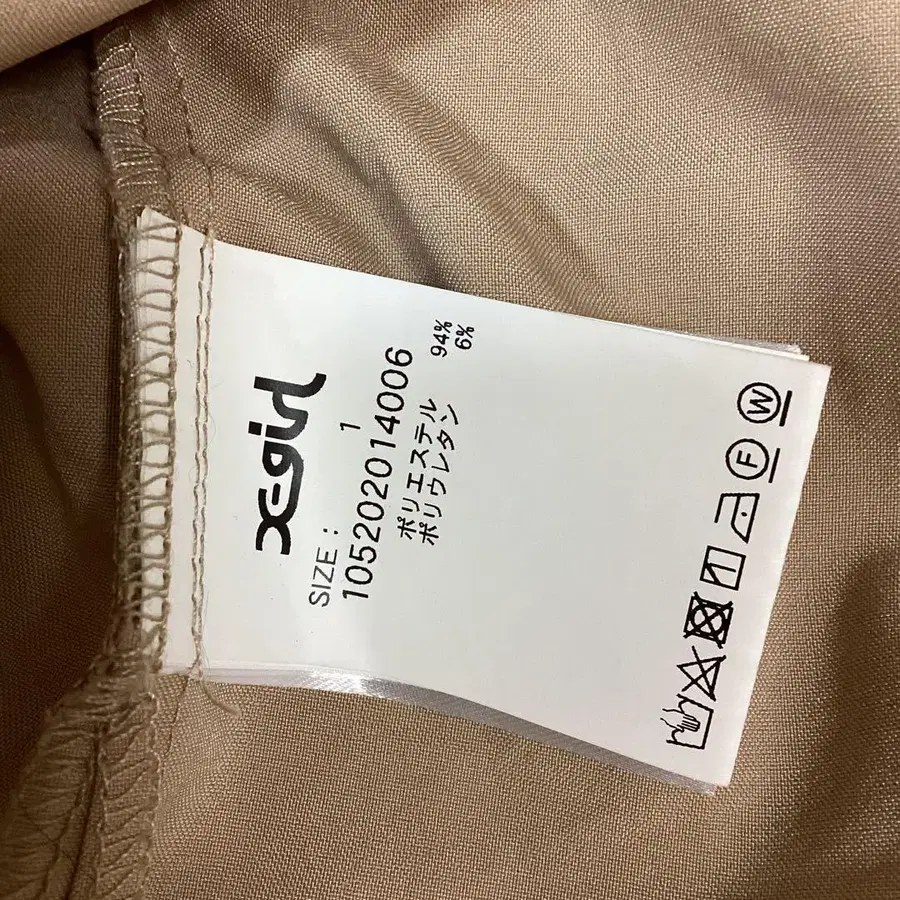 X-girl
SIZE : 1
105202014006
ポリエステル 94%
ポリウレタン 6%
F W